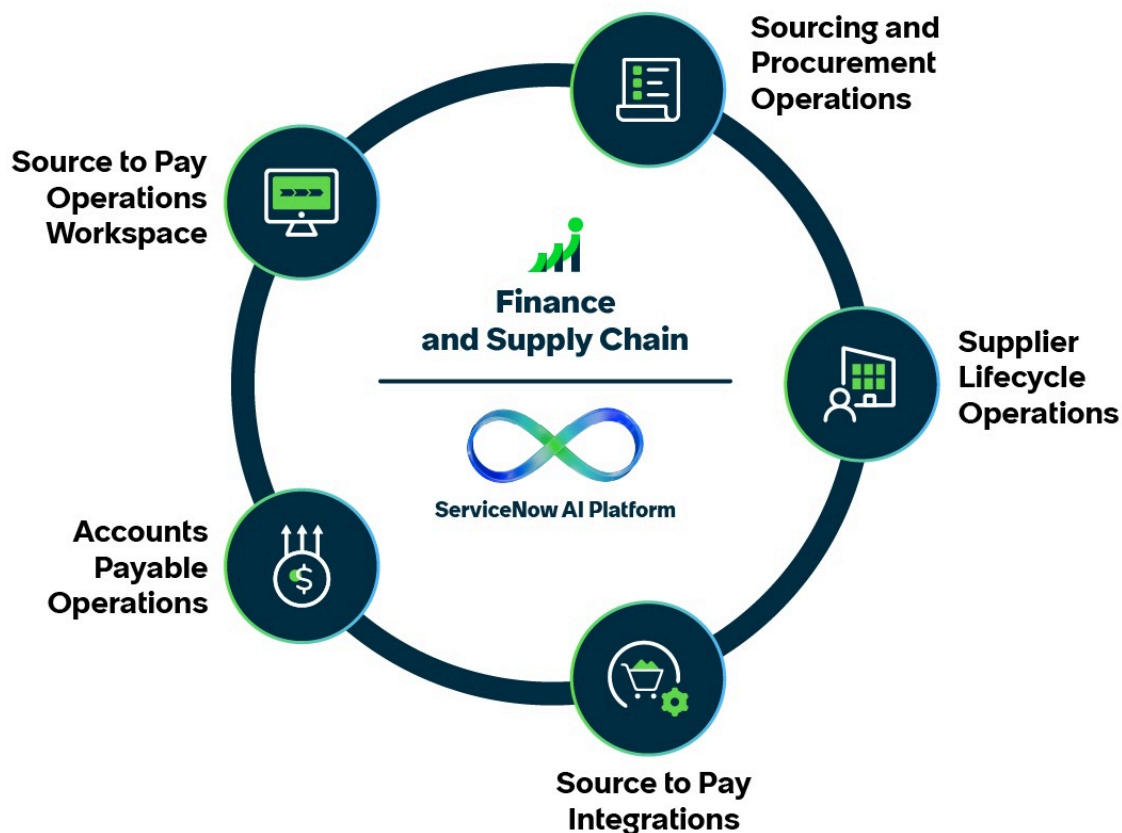 Sourcing and
Procurement
Operations
Source to Pay
Operations
Workspace
Finance
and Supply Chain
Supplier
Lifecycle
Operations
ServiceNow AI Platform
Accounts
Payable
Operations
$
Source to Pay
Integrations